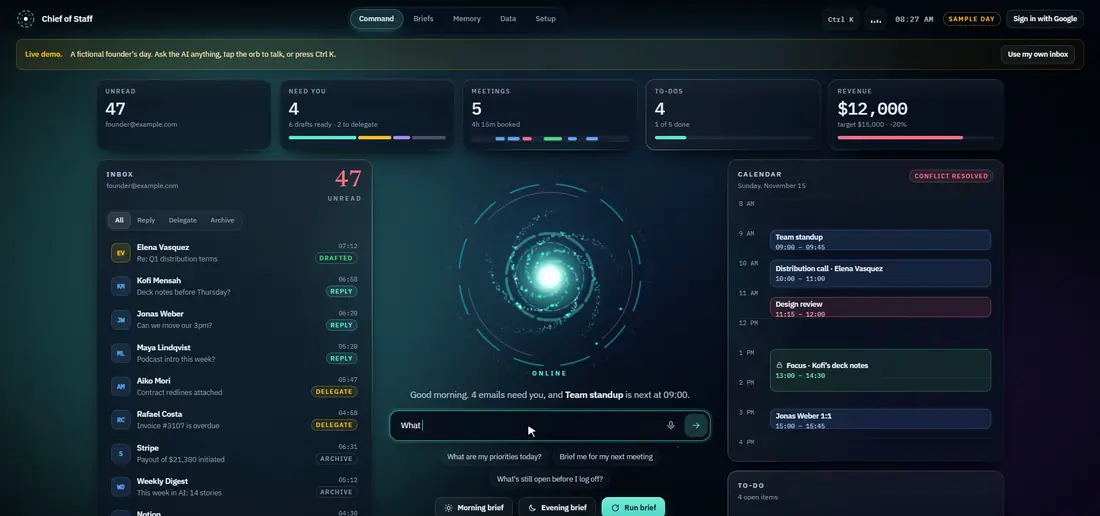 Chief of Staff
Command Briefs Memory Data Setup
Ctrl K
08:27 AM
SAMPLE DAY
Sign in with Google
Live demo. A fictional founder's day. Ask the AI anything, tap the orb to talk, or press Ctrl K.
Use my own inbox
UNREAD
47
founder@example.com
NEED YOU
4
6 drafts ready · 2 to delegate
MEETINGS
5
4h 15m booked
TO-DOS
4
1 of 5 done
REVENUE
$12,000
target $15,000 · -20%
INBOX
founder@example.com
47
UNREAD
All Reply Delegate Archive
EV Elena Vasquez 07:12
Re: Q1 distribution terms DRAFTED
KM Kofi Mensah 06:58
Deck notes before Thursday? REPLY
JW Jonas Weber 06:20
Can we move our 3pm? REPLY
ML Maya Lindqvist 05:20
Podcast intro this week? REPLY
AM Aiko Mori 05:47
Contract redlines attached DELEGATE
RC Rafael Costa 04:58
Invoice #3107 is overdue DELEGATE
S Stripe 06:31
Payout of $21,380 initiated ARCHIVE
WD Weekly Digest 05:12
This week in AI: 14 stories ARCHIVE
Notion 04:30
ONLINE
Good morning. 4 emails need you, and Team standup is next at 09:00.
What
What are my priorities today? Brief me for my next meeting
What's still open before I log off?
Morning brief Evening brief Run brief
CALENDAR
Sunday, November 15
CONFLICT RESOLVED
8 AM
9 AM
Team standup
09:00 – 09:45
10 AM
Distribution call · Elena Vasquez
10:00 – 11:00
11 AM
Design review
11:15 – 12:00
12 PM
1 PM
Focus · Kofi's deck notes
13:00 – 14:30
2 PM
3 PM
Jonas Weber 1:1
15:00 – 15:45
4 PM
TO-DO
4 open items